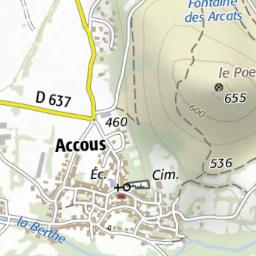 Fontaine
des Arcats
le Poe
655
600
D 637
460
Accous
536
Éc.
Cim.
la Berthe